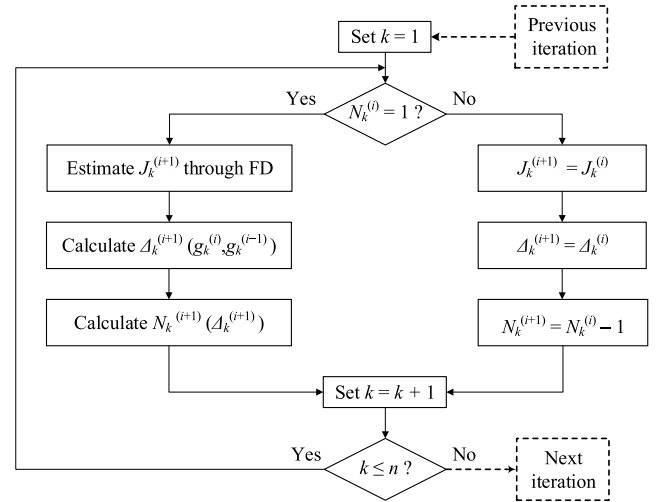 Previous
iteration
Set k = 1
Yes
No
N_k^(i) = 1 ?
Estimate J_k^(i+1) through FD
J_k^(i+1) = J_k^(i)
Calculate Δ_k^(i+1) (g_k^(i),g_k^(i−1))
Δ_k^(i+1) = Δ_k^(i)
Calculate N_k^(i+1) (Δ_k^(i+1))
N_k^(i+1) = N_k^(i) − 1
Set k = k + 1
Yes
No
k ≤ n ?
Next
iteration